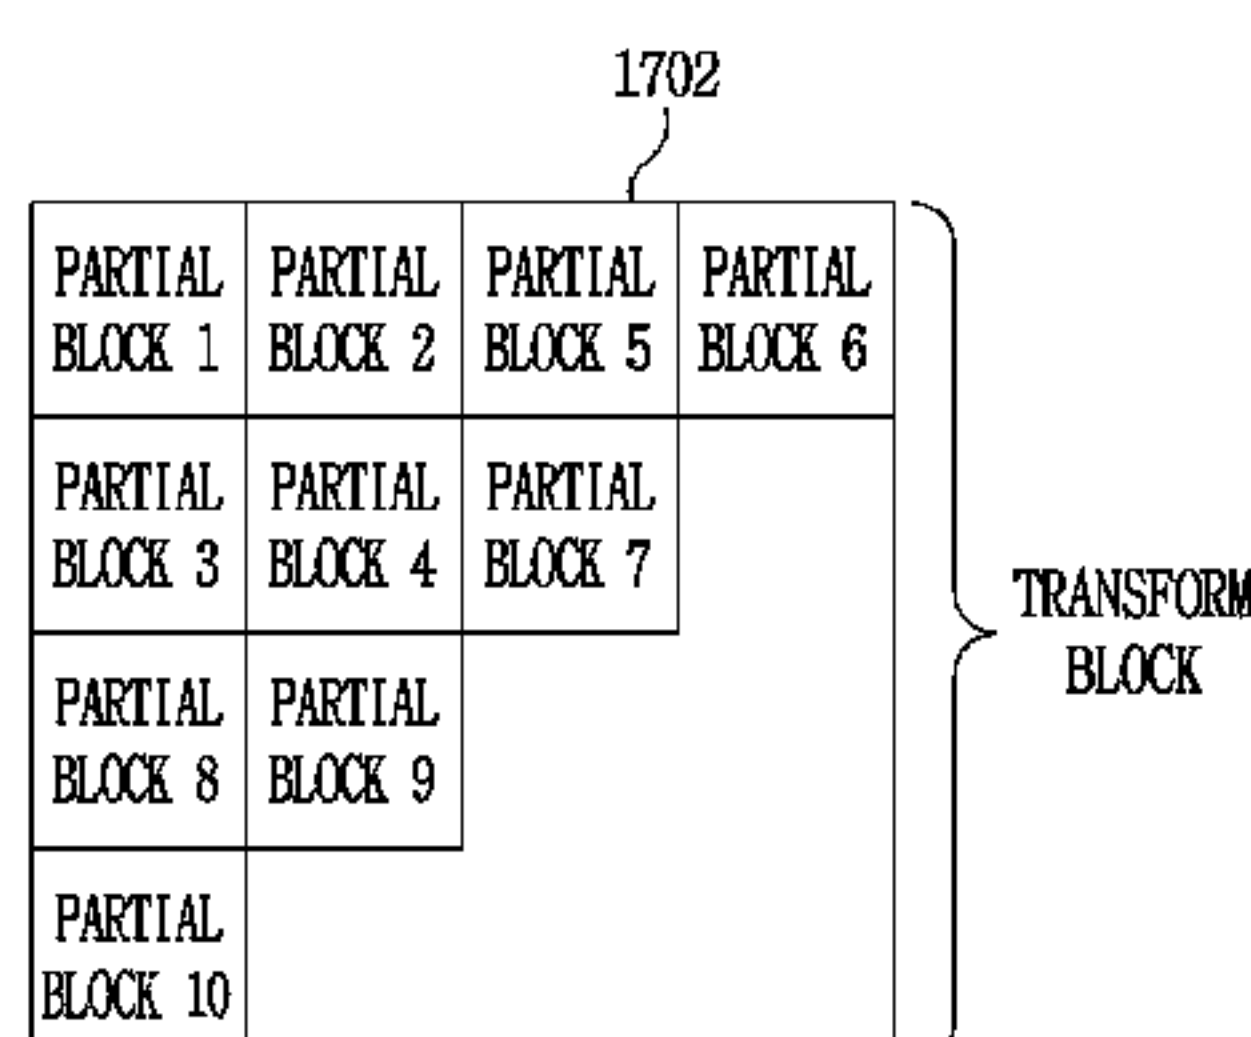 1702
PARTIAL
BLOCK 1
PARTIAL
BLOCK 2
PARTIAL
BLOCK 5
PARTIAL
BLOCK 6
PARTIAL
BLOCK 3
PARTIAL
BLOCK 4
PARTIAL
BLOCK 7
TRANSFORM
BLOCK
PARTIAL
BLOCK 8
PARTIAL
BLOCK 9
PARTIAL
BLOCK 10